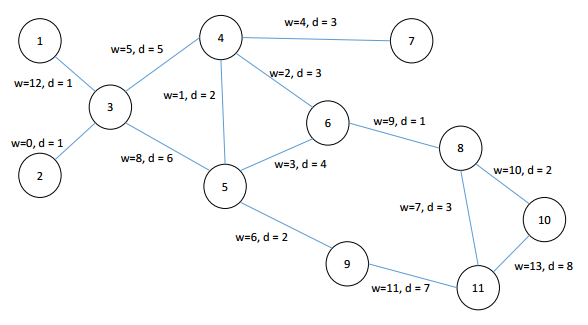 1
w=12, d = 1
w=0, d = 1
2
3
w=5, d = 5
w=8, d = 6
4
w=4, d = 3
7
w=1, d = 2
w=2, d = 3
6
w=3, d = 4
5
w=9, d = 1
8
w=10, d = 2
w=7, d = 3
10
w=6, d = 2
9
w=11, d = 7
11
w=13, d = 8